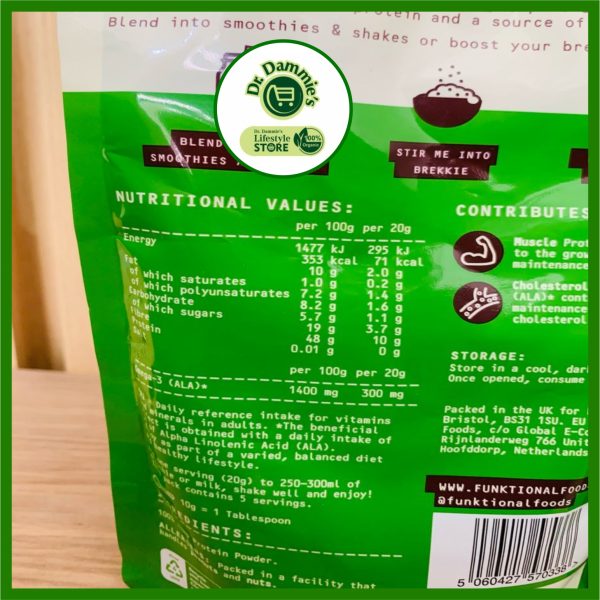 protein and a source of
Blend into smoothies & shakes or boost your bre
Dr. Dammie's
Dr. Dammie's
Lifestyle
STORE
100%
Organic
BLEND
SMOOTHIES
STIR ME INTO
BREKKIE
NUTRITIONAL VALUES:
per 100g per 20g
Energy 1477 kJ 295 kJ
353 kcal 71 kcal
Fat 10 g 2.0 g
of which saturates 1.0 g 0.2 g
of which polyunsaturates 7.2 g 1.4 g
Carbohydrate 8.2 g 1.6 g
of which sugars 5.7 g 1.1 g
Fibre 19 g 3.7 g
Protein 48 g 10 g
0.01 g 0 g
per 100g per 20g
Omega-3 (ALA)* 1400 mg 300 mg
Daily reference intake for vitamins
minerals in adults. *The beneficial
is obtained with a daily intake of
Alpha Linolenic Acid (ALA).
as part of a varied, balanced diet
healthy lifestyle.
serving (20g) to 250-300ml of
or milk, shake well and enjoy!
contains 5 servings.
10g = 1 Tablespoon
INGREDIENTS:
Protein Powder.
Packed in a facility that
and nuts.
CONTRIBUTES
Muscle Prot
to the grow
maintenance
Cholesterol
(ALA)* cont
maintenance
cholesterol
STORAGE:
Store in a cool, dar
Once opened, consume
Packed in the UK for
Bristol, BS31 1SU. EU
Foods, c/o Global E-Co
Rijnlanderweg 766 Unit
Hoofddorp, Netherlands
WWW.FUNKTIONALFOOD
@funktionalfoods
5 060427 570338